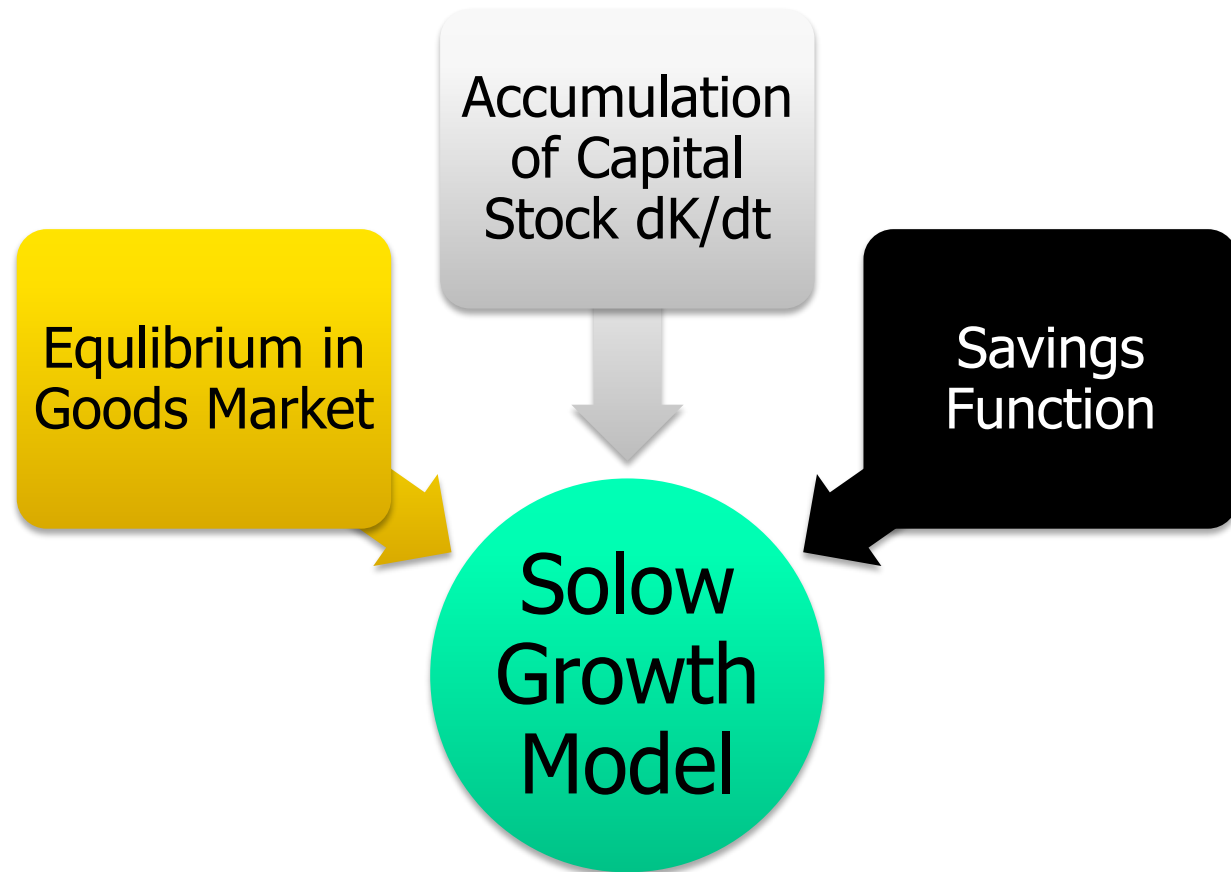 Accumulation
of Capital
Stock dK/dt
Equlibrium in
Goods Market
Savings
Function
Solow
Growth
Model